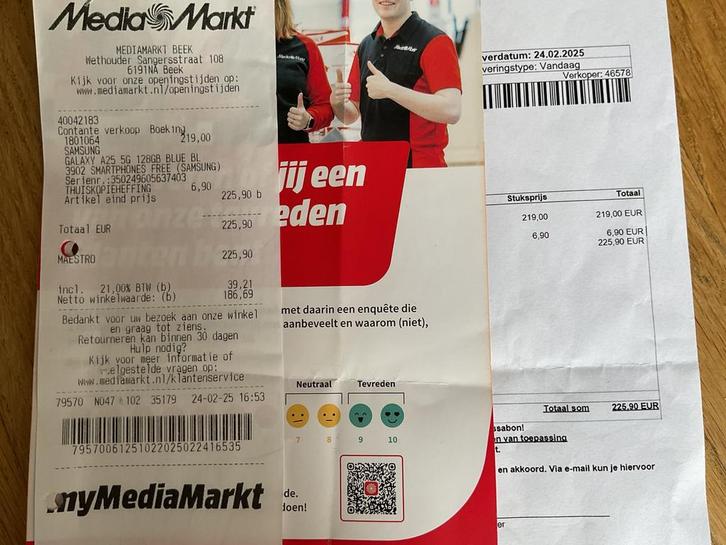 Media Markt
MEDIAMARKT BEEK
Wethouder Sangersstraat 108
6191NA Beek
Kijk voor onze openingstijden op:
www.mediamarkt.nl/openingstijden
40042183
Contante verkoop Boeking
1801064 219,00
SAMSUNG
GALAXY A25 5G 128GB BLUE BL
3902 SMARTPHONES FREE (SAMSUNG)
Serienr.:350249605637403
THUISKOPIEHEFFING 6,90
Artikel eind prijs 225,90 b
Totaal EUR 225,90
MAESTRO 225,90
incl. 21,00% BTW (b) 39,21
Netto winkelwaarde: (b) 186,69
Bedankt voor uw bezoek aan onze winkel
en graag tot ziens.
Retourneren kan binnen 30 dagen
Hulp nodig?
Kijk voor meer informatie of
veelgestelde vragen op:
www.mediamarkt.nl/klantenservice
79570 N047 102 35179 24-02-25 16:53
79570061251022025022416535
myMediaMarkt
MediaMarkt
jij een
eden
met daarin een enquête die
aanbeveelt en waarom (niet),
Neutraal Tevreden
7 8 9 10
de.
doen!
verdatum: 24.02.2025
veringstype: Vandaag
Verkoper: 46578
Stuksprijs Totaal
219,00 219,00 EUR
6,90 6,90 EUR
225,90 EUR
Totaal som 225,90 EUR
ssabon!
en van toepassing
t.
en akkoord. Via e-mail kun je hiervoor
er